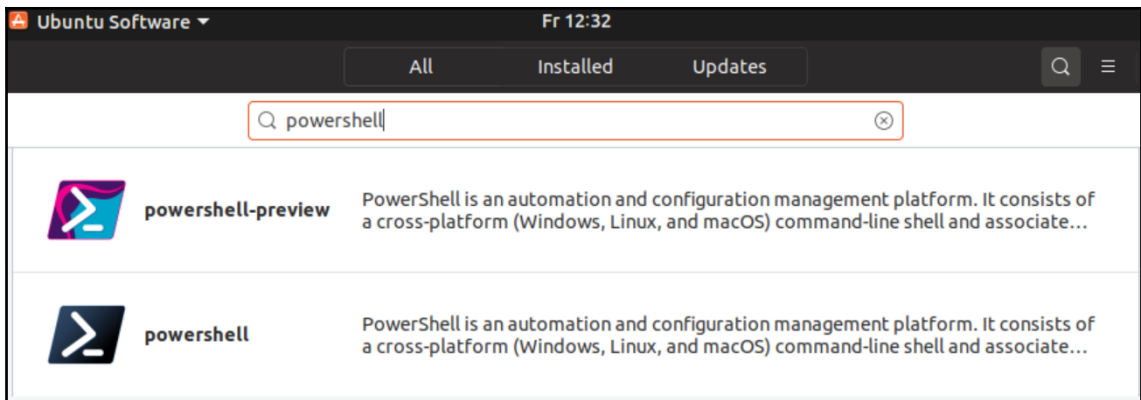 Ubuntu Software
Fr 12:32
All Installed Updates
powershell
powershell-preview
PowerShell is an automation and configuration management platform. It consists of
a cross-platform (Windows, Linux, and macOS) command-line shell and associate...
powershell
PowerShell is an automation and configuration management platform. It consists of
a cross-platform (Windows, Linux, and macOS) command-line shell and associate...